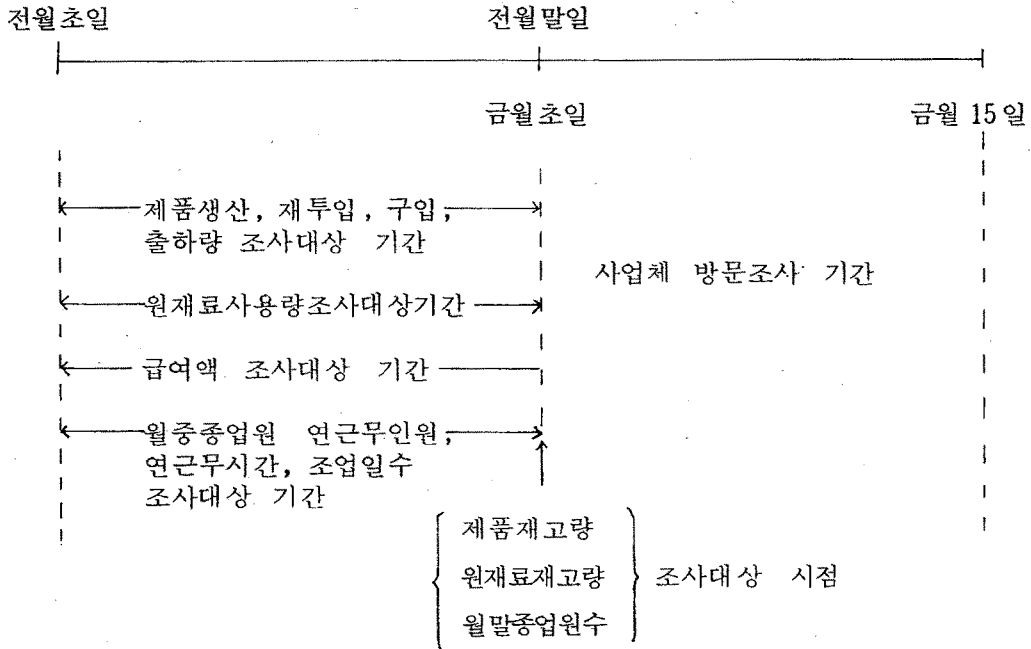 전월초일 전월말일
금월초일 금월 15일
제품생산, 재투입, 구입,
출하량 조사대상 기간
사업체 방문조사 기간
원재료사용량조사대상기간
급여액 조사대상 기간
월중종업원 연근무인원,
연근무시간, 조업일수
조사대상 기간
제품재고량
원재료재고량 조사대상 시점
월말종업원수